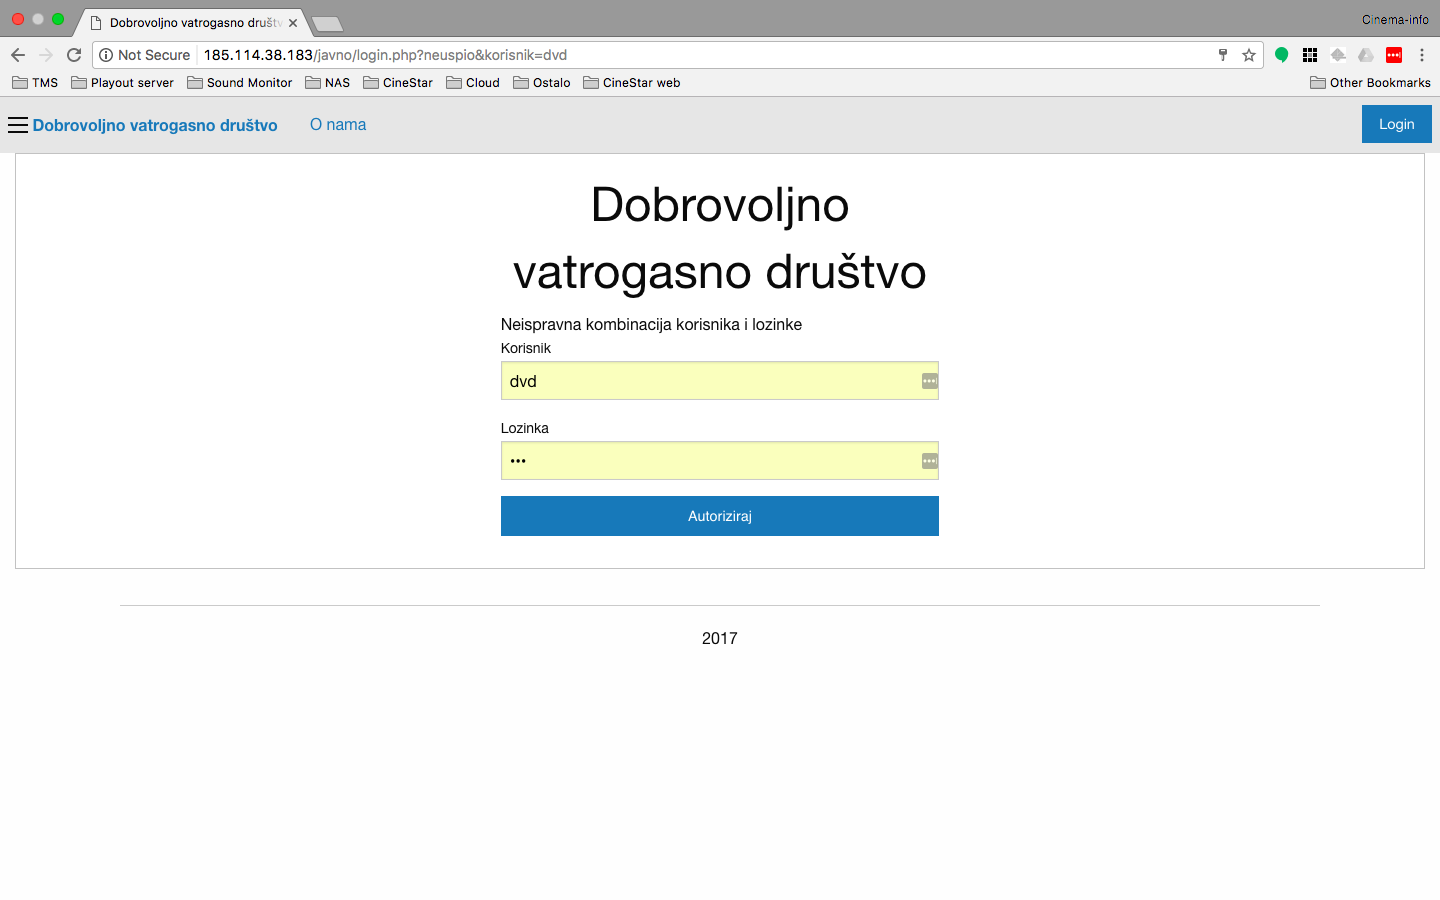 Dobrovoljno vatrogasno društv
Cinema-info
Not Secure 185.114.38.183/javno/login.php?neuspio&korisnik=dvd
TMS Playout server Sound Monitor NAS CineStar Cloud Ostalo CineStar web Other Bookmarks
Dobrovoljno vatrogasno društvo O nama Login
Dobrovoljno
vatrogasno društvo
Neispravna kombinacija korisnika i lozinke
Korisnik
dvd
Lozinka
•••
Autoriziraj
2017